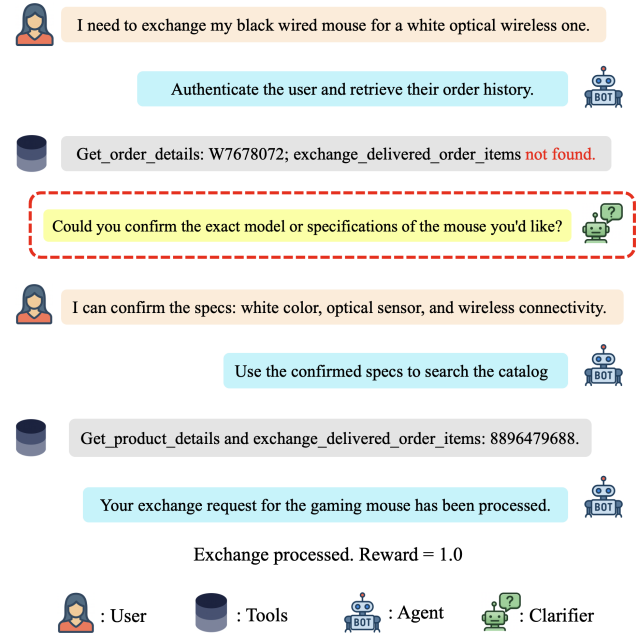 I need to exchange my black wired mouse for a white optical wireless one.
Authenticate the user and retrieve their order history.
BOT
Get_order_details: W7678072; exchange_delivered_order_items not found.
?
Could you confirm the exact model or specifications of the mouse you'd like?
I can confirm the specs: white color, optical sensor, and wireless connectivity.
Use the confirmed specs to search the catalog
BOT
Get_product_details and exchange_delivered_order_items: 8896479688.
Your exchange request for the gaming mouse has been processed.
BOT
Exchange processed. Reward = 1.0
: User
: Tools
BOT
: Agent
?
: Clarifier